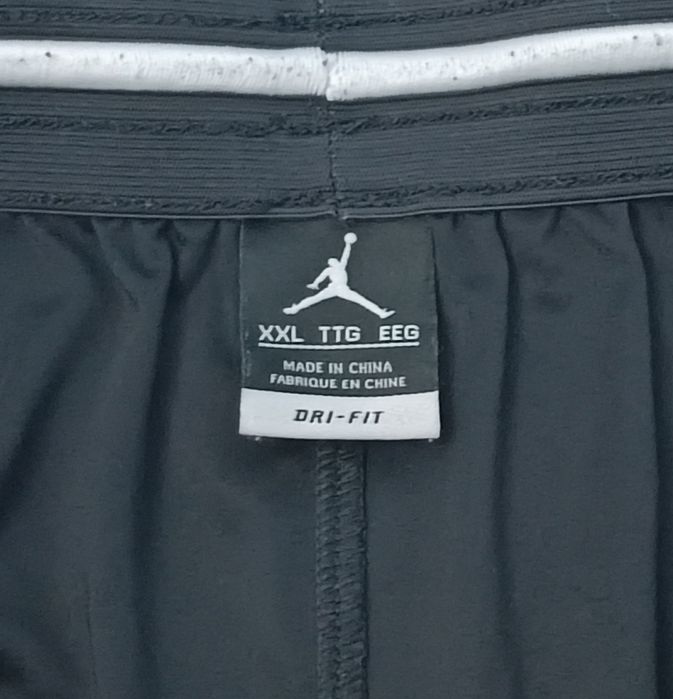 XXL TTG EEG
MADE IN CHINA
FABRIQUE EN CHINE
DRI-FIT